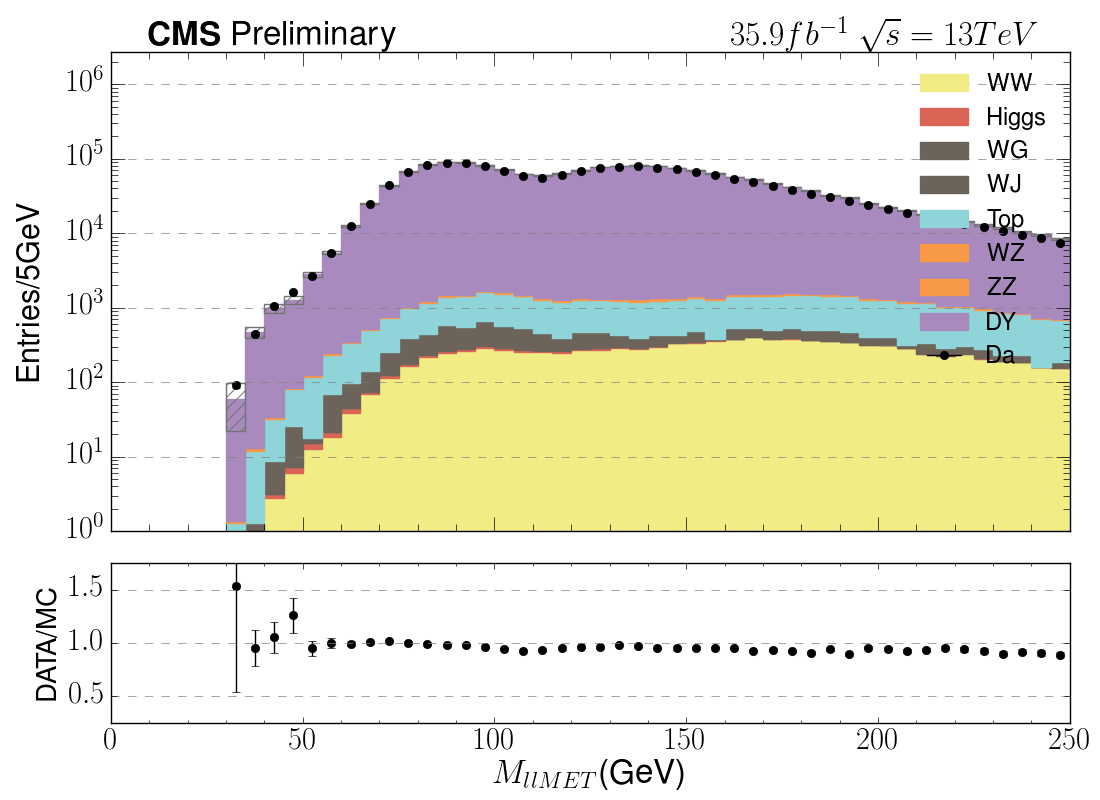 CMS Preliminary 35.9fb⁻¹ √s = 13TeV
10⁶
10⁵
10⁴
10³
10²
10¹
10⁰
Entries/5GeV
WW
Higgs
WG
WJ
Top
WZ
ZZ
DY
Da
1.5
1.0
0.5
DATA/MC
0 50 100 150 200 250
M_{llMET}(GeV)